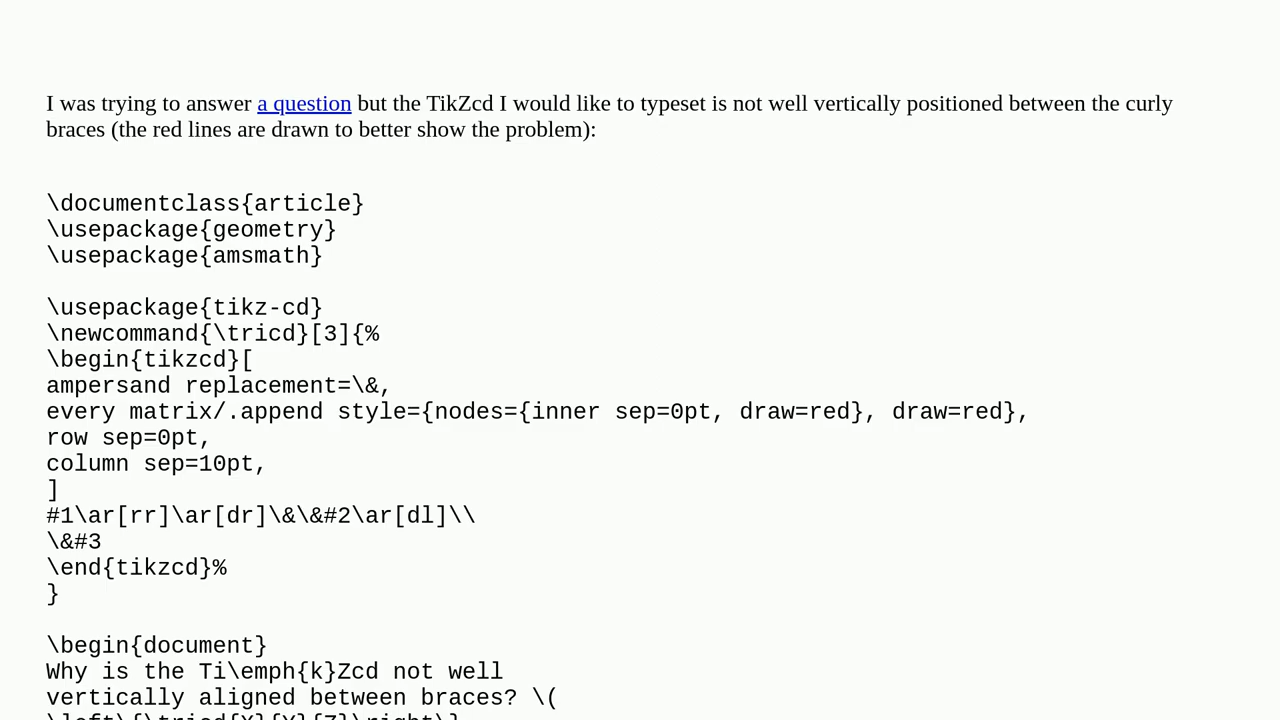 I was trying to answer a question but the TikZcd I would like to typeset is not well vertically positioned between the curly
braces (the red lines are drawn to better show the problem):
\documentclass{article}
\usepackage{geometry}
\usepackage{amsmath}
\usepackage{tikz-cd}
\newcommand{\tricd}[3]{%
\begin{tikzcd}[
ampersand replacement=\&,
every matrix/.append style={nodes={inner sep=0pt, draw=red}, draw=red},
row sep=0pt,
column sep=10pt,
]
#1\ar[rr]\ar[dr]\&\&#2\ar[dl]\\
\&#3
\end{tikzcd}%
}
\begin{document}
Why is the Ti\emph{k}Zcd not well
vertically aligned between braces? \(
\left\{\tricd{X}{Y}{Z}\right\}